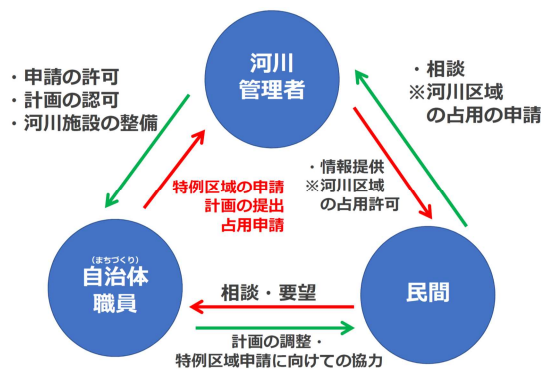 河川
管理者
・申請の許可
・計画の認可
・河川施設の整備
・相談
※河川区域
の占用の申請
・情報提供
※河川区域
の占用許可
特例区域の申請
計画の提出
占用申請
（まちづくり）
自治体
職員
民間
相談・要望
計画の調整・
特例区域申請に向けての協力